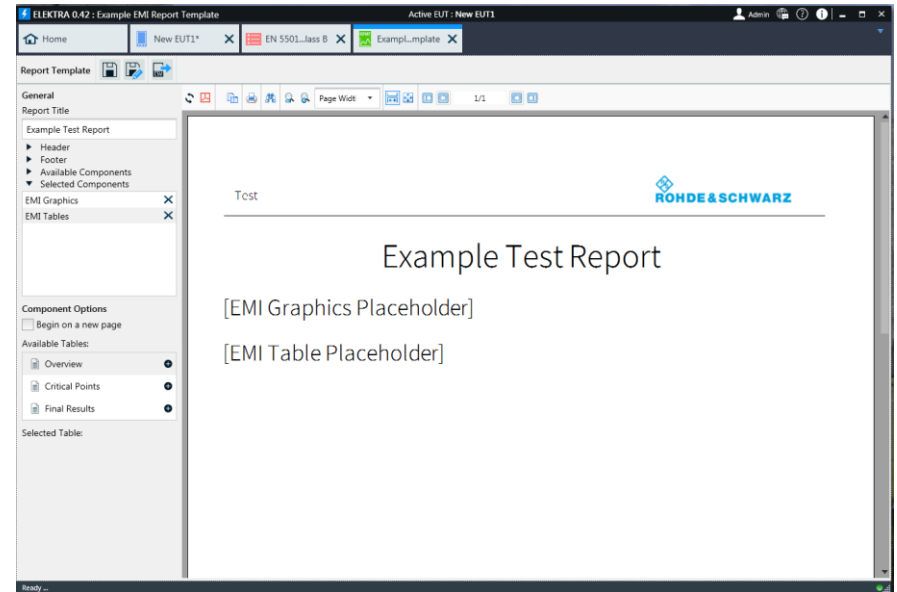 ELEKTRA 0.42 : Example EMI Report Template Active EUT : New EUT1 Admin
Home New EUT1* EN 5501...lass B Exampl...mplate
Report Template
General
Report Title
Page Widt 1/1
Example Test Report
Header
Footer
Available Components
Selected Components
EMI Graphics
EMI Tables
Test
ROHDE&SCHWARZ
Example Test Report
[EMI Graphics Placeholder]
[EMI Table Placeholder]
Component Options
Begin on a new page
Available Tables:
Overview
Critical Points
Final Results
Selected Table:
Ready ...